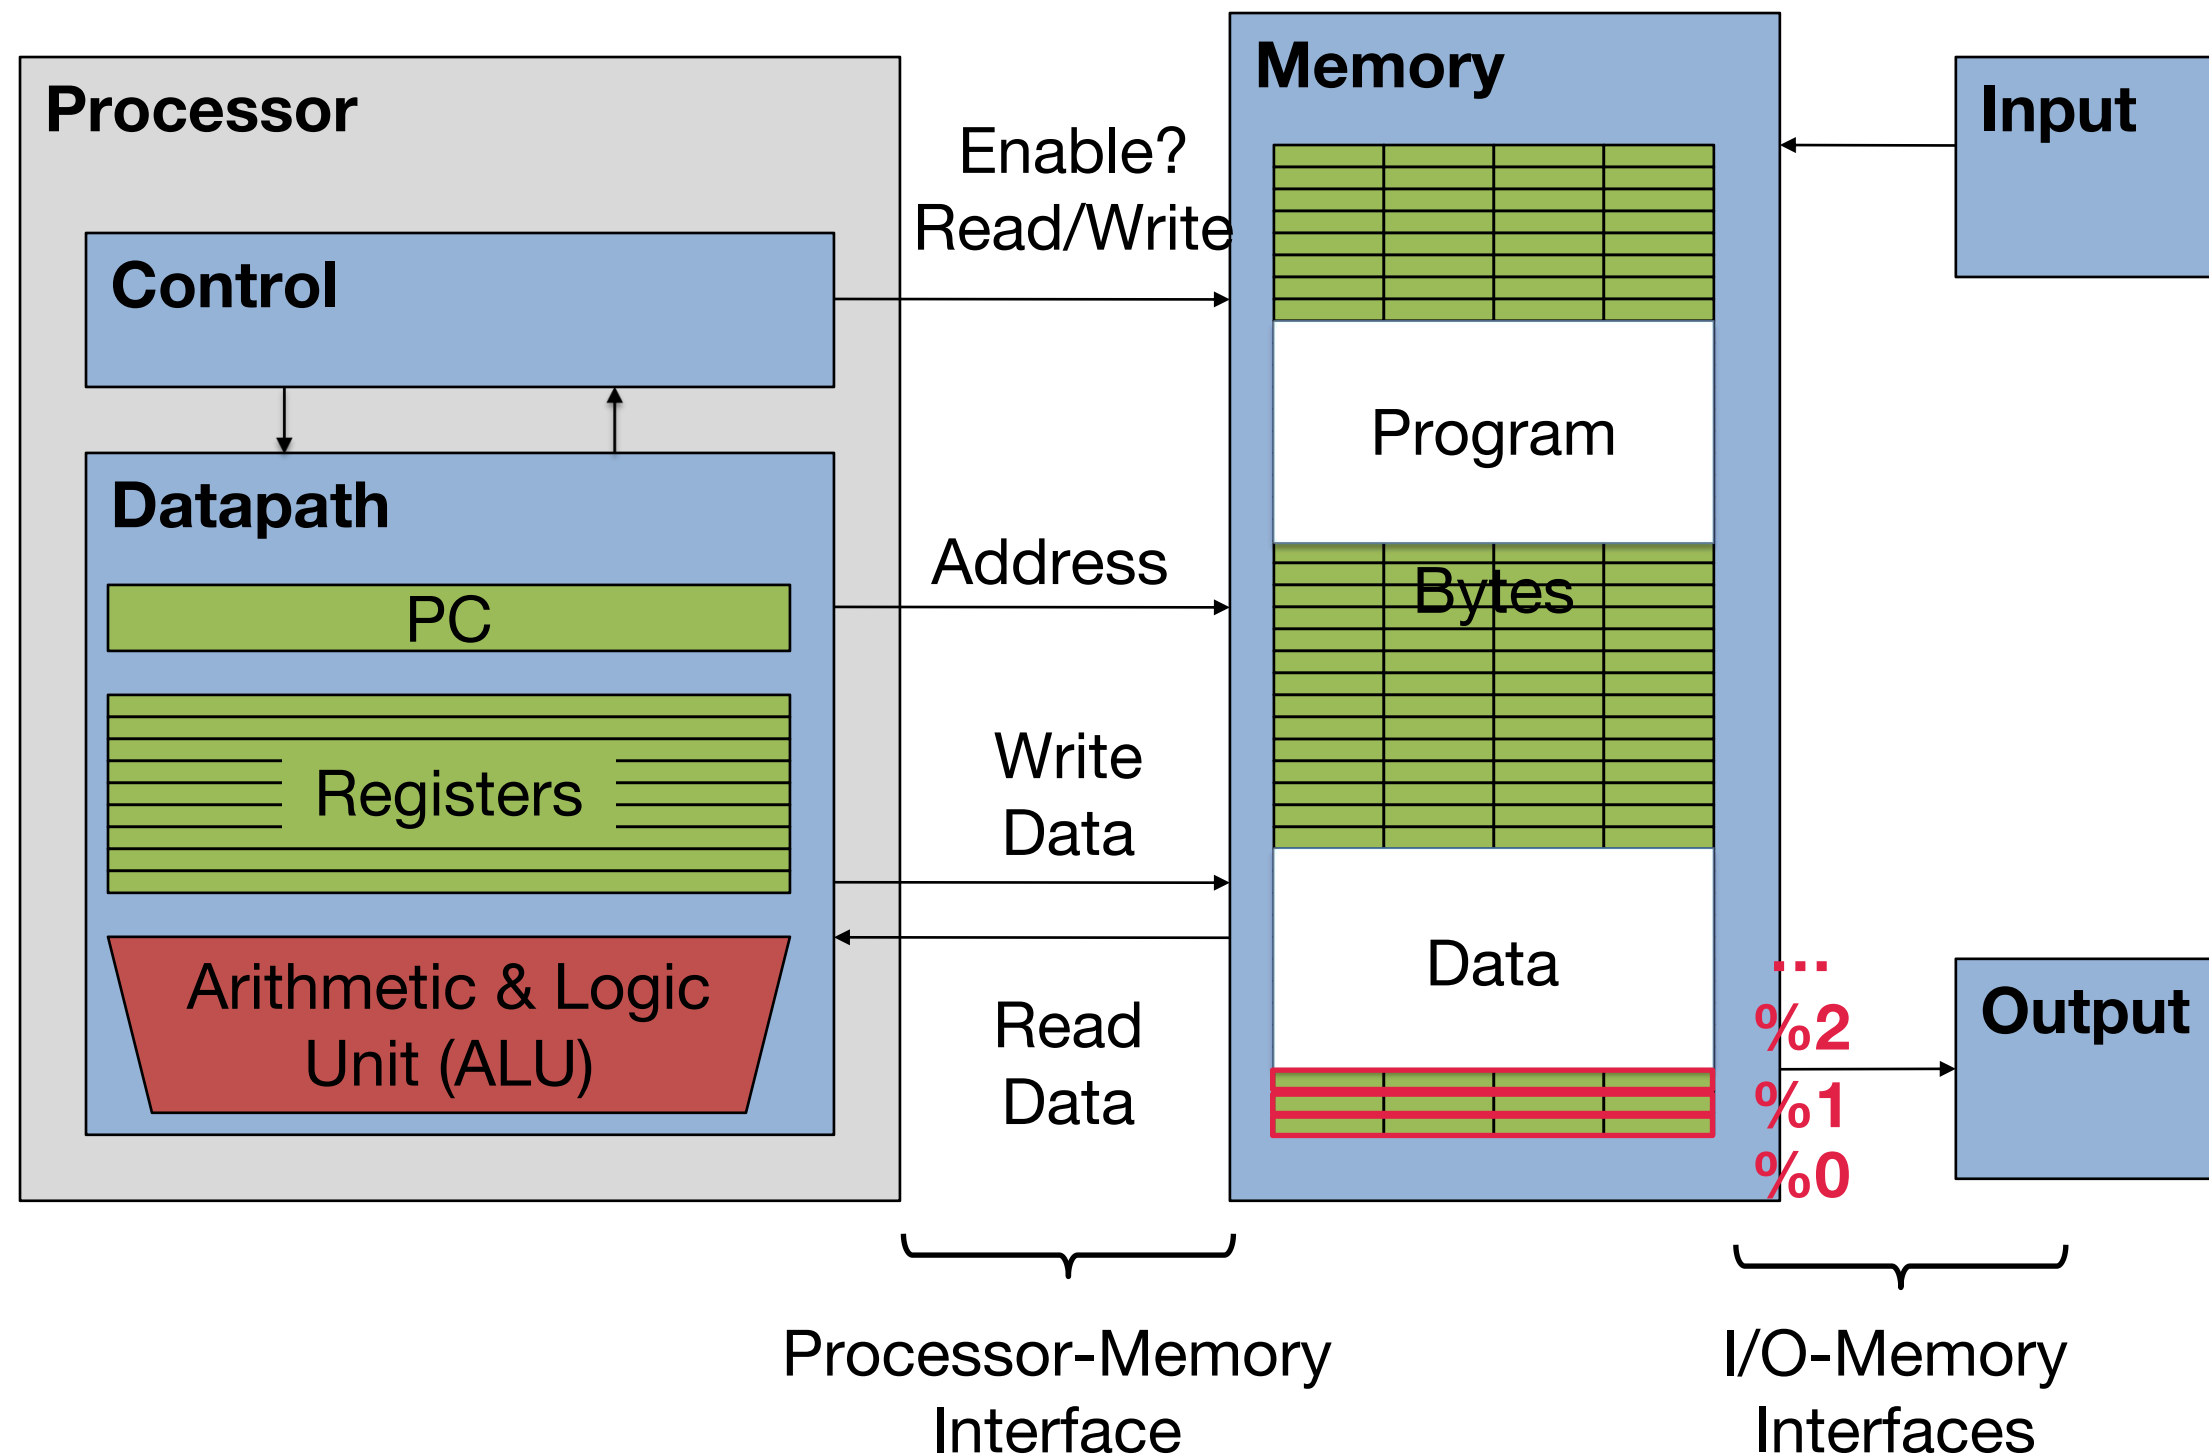 Processor
Control
Datapath
PC
Registers
Arithmetic & Logic
Unit (ALU)
Enable?
Read/Write
Address
Write
Data
Read
Data
Memory
Program
Bytes
Data
...
%2
%1
%0
Input
Output
Processor-Memory
Interface
I/O-Memory
Interfaces